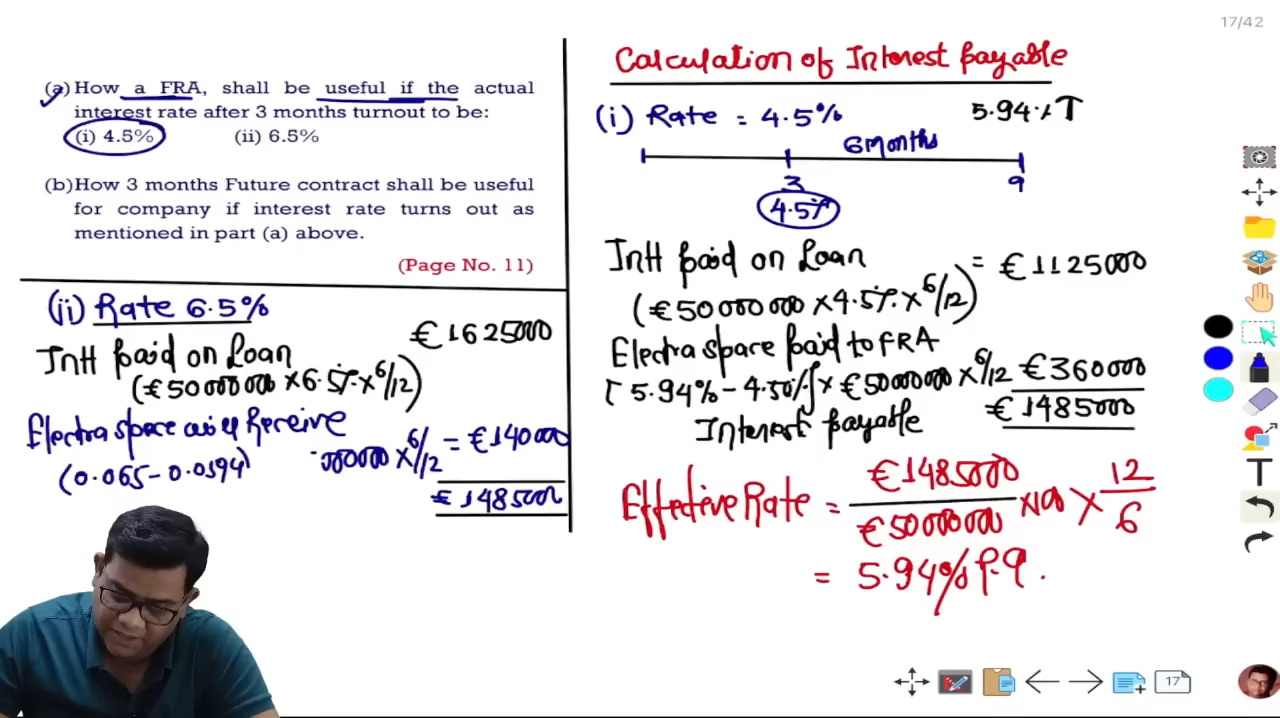 17/42
(a) How a FRA, shall be useful if the actual
interest rate after 3 months turnout to be:
(i) 4.5% (ii) 6.5%
(b) How 3 months Future contract shall be useful
for company if interest rate turns out as
mentioned in part (a) above.
(Page No. 11)
(ii) Rate 6.5%
€1625000
Intt paid on Loan
(€50000000 × 6.5% × 6/12)
Electra space will Receive
(0.065 - 0.0594) 000000 × 6/12 = €140000
€1485000
Calculation of Interest Payable
(i) Rate = 4.5% 5.94% T
6 months
3 9
4.5%
Intt paid on Loan = €1125000
(€50000000 × 4.5% × 6/12)
Electra space paid to FRA
[5.94% - 4.50%] × €50000000 × 6/12 €360000
Interest payable €1485000
Effective Rate = €1485000 / €50000000 × 100 × 12/6
= 5.94% p.a.
T
17